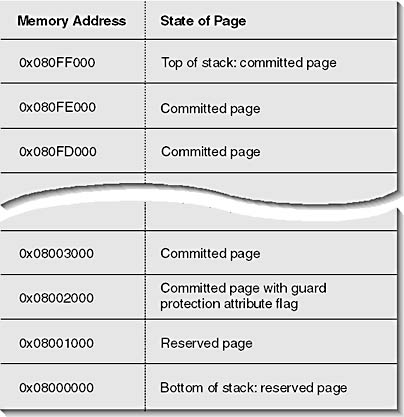 Memory Address State of Page
0x080FF000 Top of stack: committed page
0x080FE000 Committed page
0x080FD000 Committed page
0x08003000 Committed page
0x08002000 Committed page with guard
protection attribute flag
0x08001000 Reserved page
0x08000000 Bottom of stack: reserved page